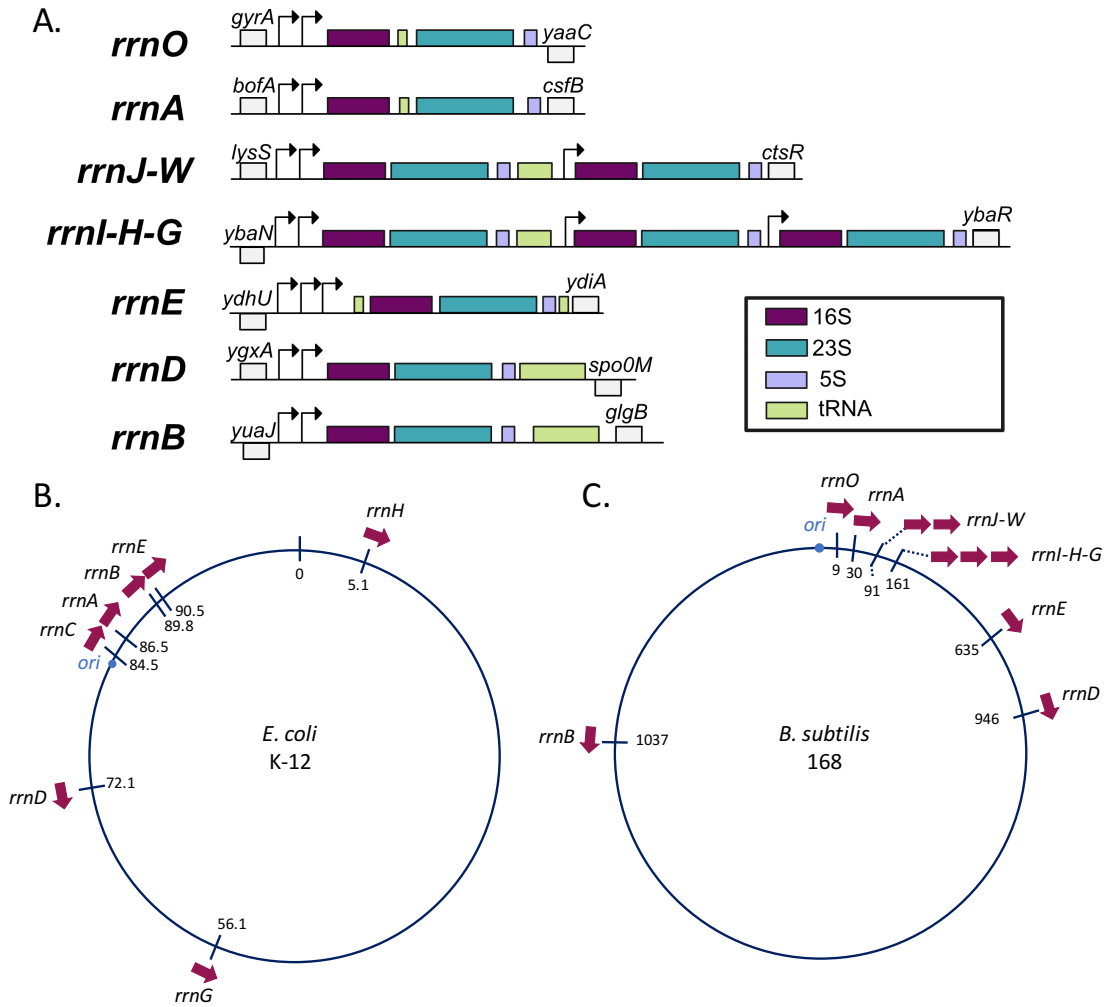 A.
rrnO
gyrA
yaaC
rrnA
bofA
csfB
rrnJ-W
lysS
ctsR
rrnI-H-G
ybaN
ybaR
rrnE
ydhU
ydiA
rrnD
ygxA
spo0M
rrnB
yuaJ
glgB
16S
23S
5S
tRNA
B.
rrnH
rrnE
rrnB
rrnA
rrnC
ori
0
5.1
90.5
89.8
86.5
84.5
E. coli
K-12
rrnD
72.1
56.1
rrnG
C.
rrnO
rrnA
rrnJ-W
rrnI-H-G
ori
9
30
91
161
rrnE
635
rrnD
946
rrnB
1037
B. subtilis
168